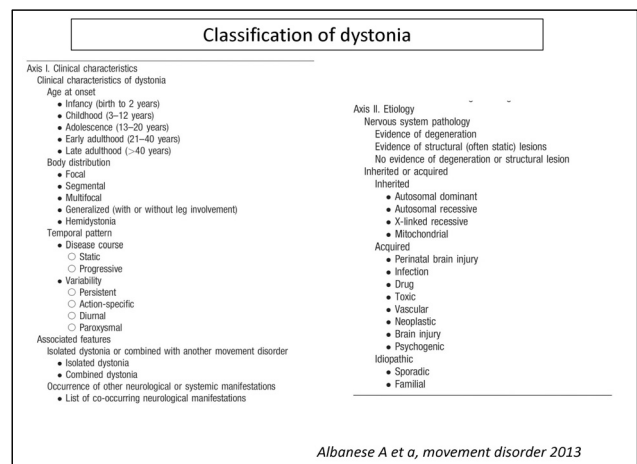 Classification of dystonia
Axis I. Clinical characteristics
Clinical characteristics of dystonia
Age at onset
• Infancy (birth to 2 years)
• Childhood (3–12 years)
• Adolescence (13–20 years)
• Early adulthood (21–40 years)
• Late adulthood (>40 years)
Body distribution
• Focal
• Segmental
• Multifocal
• Generalized (with or without leg involvement)
• Hemidystonia
Temporal pattern
• Disease course
○ Static
○ Progressive
• Variability
○ Persistent
○ Action-specific
○ Diurnal
○ Paroxysmal
Associated features
Isolated dystonia or combined with another movement disorder
• Isolated dystonia
• Combined dystonia
Occurrence of other neurological or systemic manifestations
• List of co-occurring neurological manifestations
Axis II. Etiology
Nervous system pathology
Evidence of degeneration
Evidence of structural (often static) lesions
No evidence of degeneration or structural lesion
Inherited or acquired
Inherited
• Autosomal dominant
• Autosomal recessive
• X-linked recessive
• Mitochondrial
Acquired
• Perinatal brain injury
• Infection
• Drug
• Toxic
• Vascular
• Neoplastic
• Brain injury
• Psychogenic
Idiopathic
• Sporadic
• Familial
Albanese A et a, movement disorder 2013